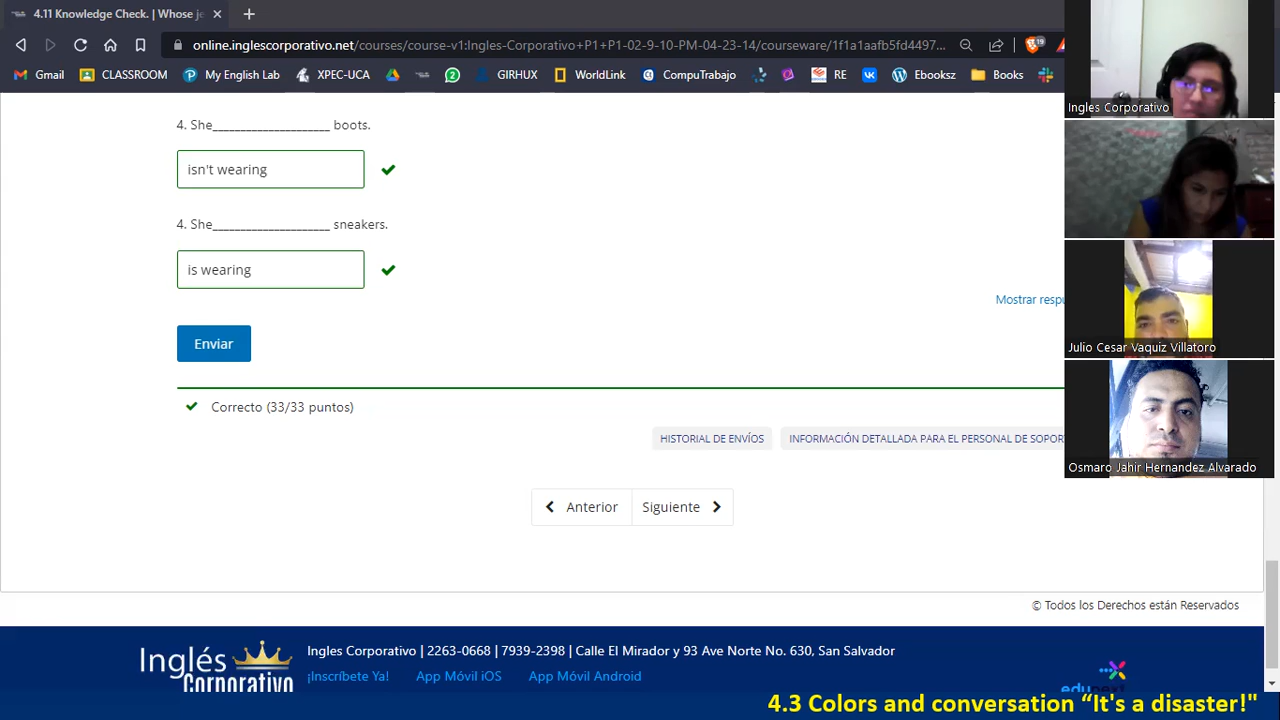 4.11 Knowledge Check. | Whose je
online.inglescorporativo.net/courses/course-v1:Ingles-Corporativo+P1+P1-02-9-10-PM-04-23-14/courseware/1f1a1aafb5fd4497...
19
Gmail CLASSROOM My English Lab XPEC-UCA 2 GIRHUX WorldLink CompuTrabajo RE Ebooksz Books
Ingles Corporativo
4. She____________________ boots.
isn't wearing
4. She____________________ sneakers.
is wearing
Mostrar respu
Julio Cesar Vaquiz Villatoro
Enviar
Correcto (33/33 puntos)
HISTORIAL DE ENVÍOS INFORMACIÓN DETALLADA PARA EL PERSONAL DE SOPOR
Osmaro Jahir Hernandez Alvarado
Anterior Siguiente
© Todos los Derechos están Reservados
Inglés Corporativo
Ingles Corporativo | 2263-0668 | 7939-2398 | Calle El Mirador y 93 Ave Norte No. 630, San Salvador
¡Inscríbete Ya! App Móvil iOS App Móvil Android
4.3 Colors and conversation “It's a disaster!"